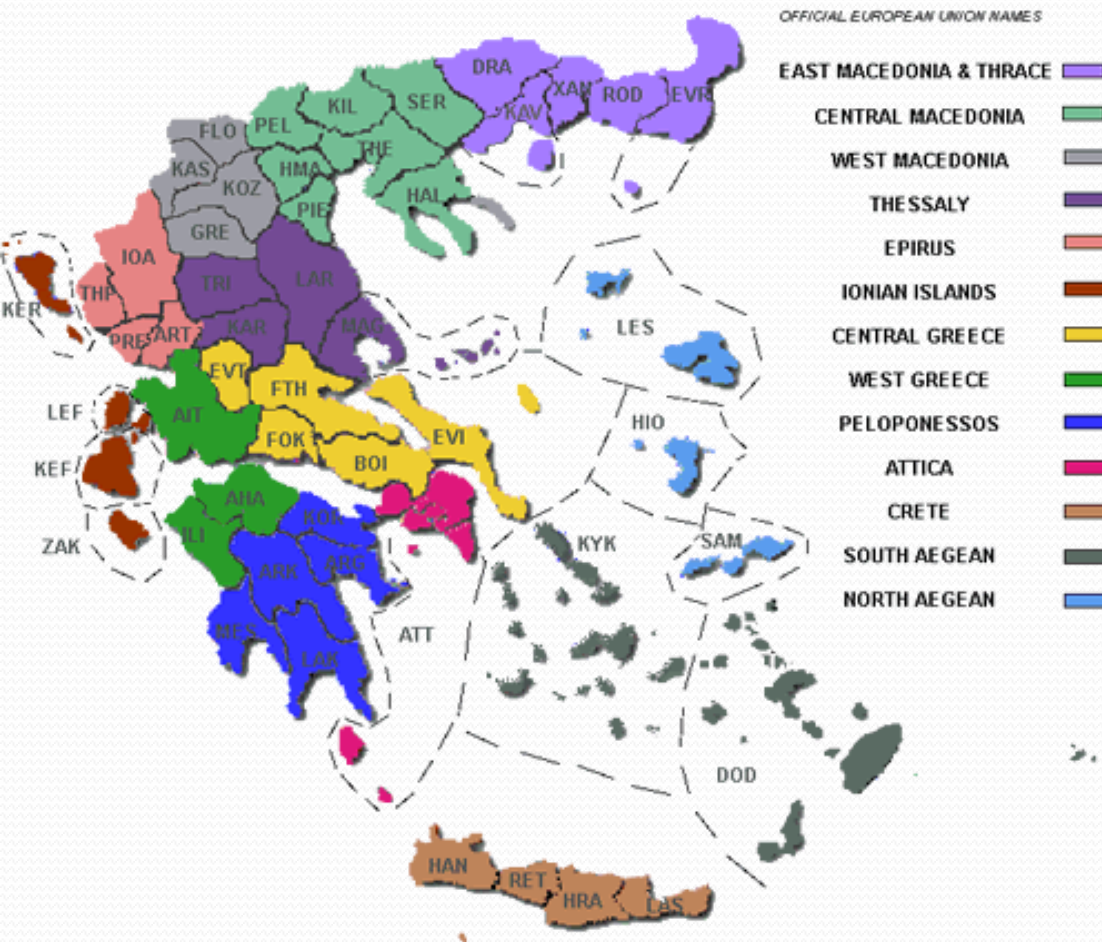 OFFICIAL EUROPEAN UNION NAMES
EAST MACEDONIA & THRACE
CENTRAL MACEDONIA
WEST MACEDONIA
THESSALY
EPIRUS
IONIAN ISLANDS
CENTRAL GREECE
WEST GREECE
PELOPONESSOS
ATTICA
CRETE
SOUTH AEGEAN
NORTH AEGEAN
DRA
XAN
ROD
EVR
KAV
SER
KIL
PEL
THE
FLO
KAS
HMA
KOZ
HAL
PIE
GRE
IOA
TRI
LAR
THP
KER
PRE
ART
KAR
MAG
LES
EVT
FTH
LEF
AIT
FOK
EVI
HIO
KEF
BOI
AHA
KOR
ILI
ZAK
KYK
SAM
ARK
ARG
MES
LAK
ATT
DOD
HAN
RET
HRA
LAS